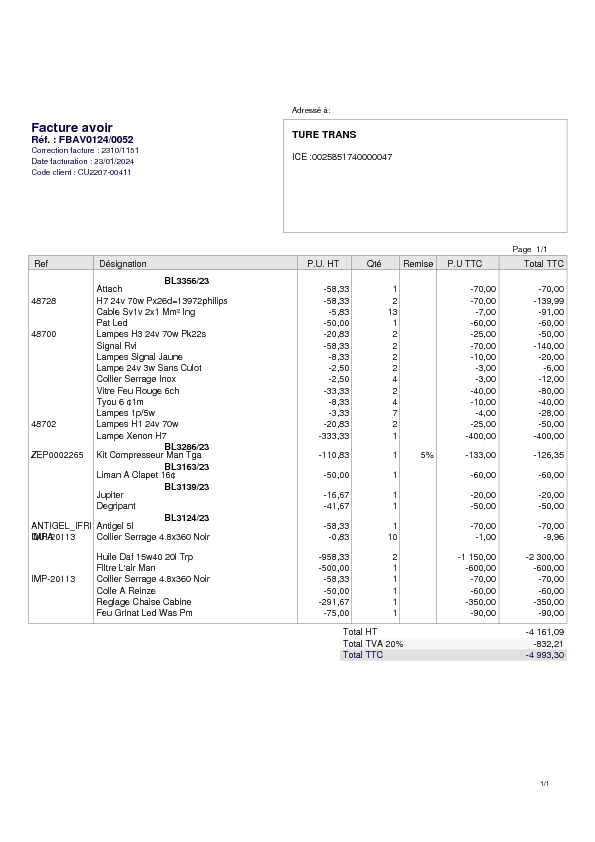 Adressé à:
Facture avoir
Réf. : FBAV0124/0052
Correction facture : 2310/1151
Date facturation : 23/01/2024
Code client : CU2207-00411
TURE TRANS
ICE :0025851740000047
Page 1/1
Ref Désignation P.U. HT Qté Remise P.U TTC Total TTC
BL3356/23
Attach -58,33 1 -70,00 -70,00
48728 H7 24v 70w Px26d=13972philips -58,33 2 -70,00 -139,99
Cable Sv1v 2x1 Mm² Ing -5,83 13 -7,00 -91,00
Pat Led -50,00 1 -60,00 -60,00
48700 Lampes H3 24v 70w Pk22s -20,83 2 -25,00 -50,00
Signal Rvi -58,33 2 -70,00 -140,00
Lampes Signal Jaune -8,33 2 -10,00 -20,00
Lampe 24v 3w Sans Culot -2,50 2 -3,00 -6,00
Collier Serrage Inox -2,50 4 -3,00 -12,00
Vitre Feu Rouge 6ch -33,33 2 -40,00 -80,00
Tyou 6 ¢1m -8,33 4 -10,00 -40,00
Lampes 1p/5w -3,33 7 -4,00 -28,00
48702 Lampes H1 24v 70w -20,83 2 -25,00 -50,00
Lampe Xenon H7 -333,33 1 -400,00 -400,00
BL3286/23
ZEP0002265 Kit Compresseur Man Tga -110,83 1 5% -133,00 -126,35
BL3163/23
Liman A Clapet 16¢ -50,00 1 -60,00 -60,00
BL3139/23
Jupiter -16,67 1 -20,00 -20,00
Degripant -41,67 1 -50,00 -50,00
BL3124/23
ANTIGEL_IFRI Antigel 5l -58,33 1 -70,00 -70,00
IMP-20113 Collier Serrage 4.8x360 Noir -0,83 10 -1,00 -9,96
Huile Daf 15w40 20l Trp -958,33 2 -1 150,00 -2 300,00
Filtre L'air Man -500,00 1 -600,00 -600,00
IMP-20113 Collier Serrage 4.8x360 Noir -58,33 1 -70,00 -70,00
Colle A Reinze -50,00 1 -60,00 -60,00
Reglage Chaise Cabine -291,67 1 -350,00 -350,00
Feu Grinat Led Was Pm -75,00 1 -90,00 -90,00
Total HT -4 161,09
Total TVA 20% -832,21
Total TTC -4 993,30
1/1